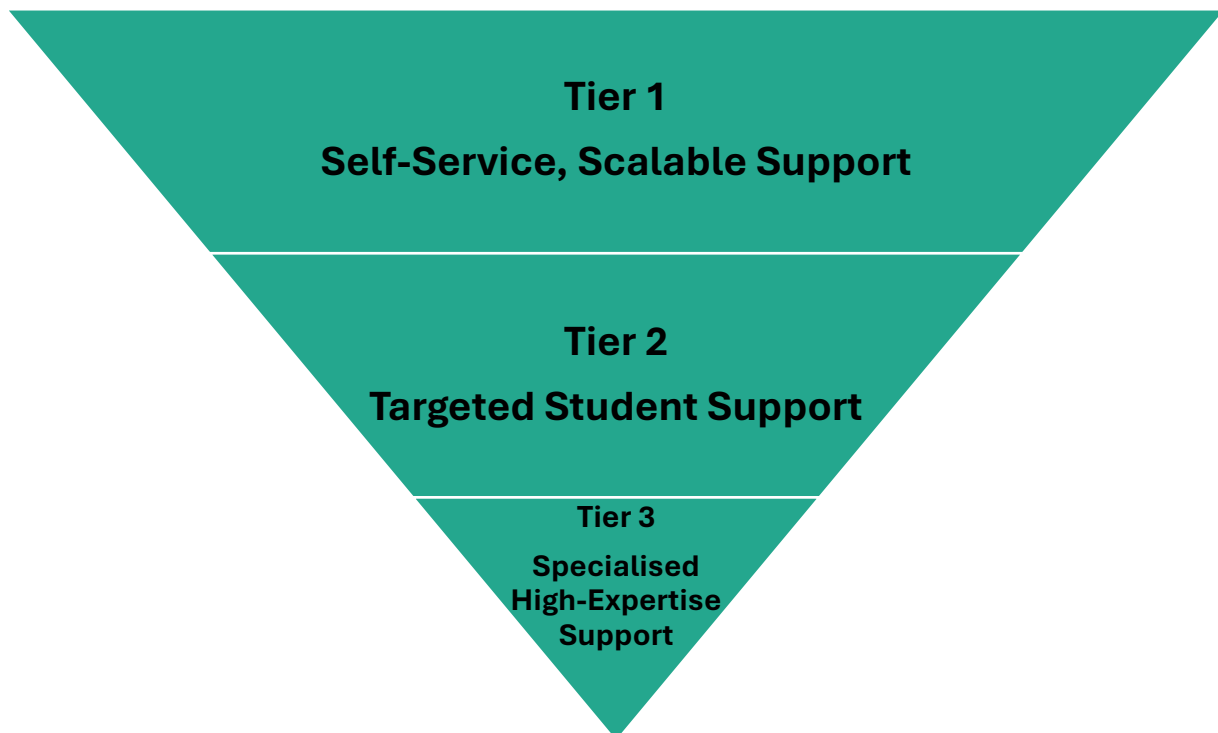 Tier 1
Self-Service, Scalable Support
Tier 2
Targeted Student Support
Tier 3
Specialised
High-Expertise
Support